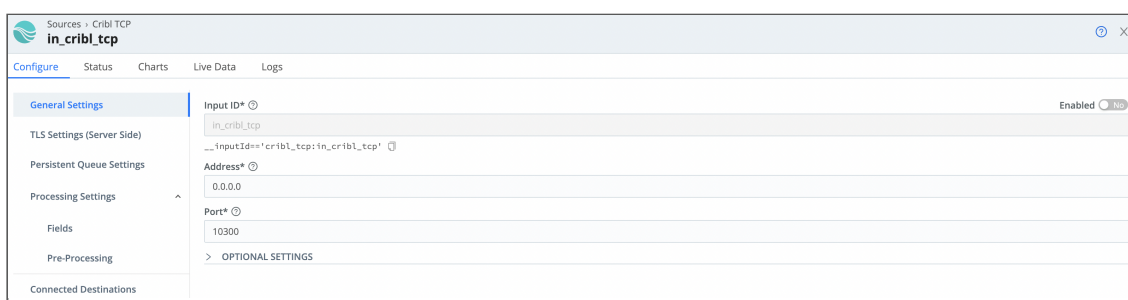 Sources › Cribl TCP
in_cribl_tcp
Configure Status Charts Live Data Logs
General Settings
TLS Settings (Server Side)
Persistent Queue Settings
Processing Settings
Fields
Pre-Processing
Connected Destinations
Input ID*
Enabled No
in_cribl_tcp
__inputId=='cribl_tcp:in_cribl_tcp'
Address*
0.0.0.0
Port*
10300
> OPTIONAL SETTINGS